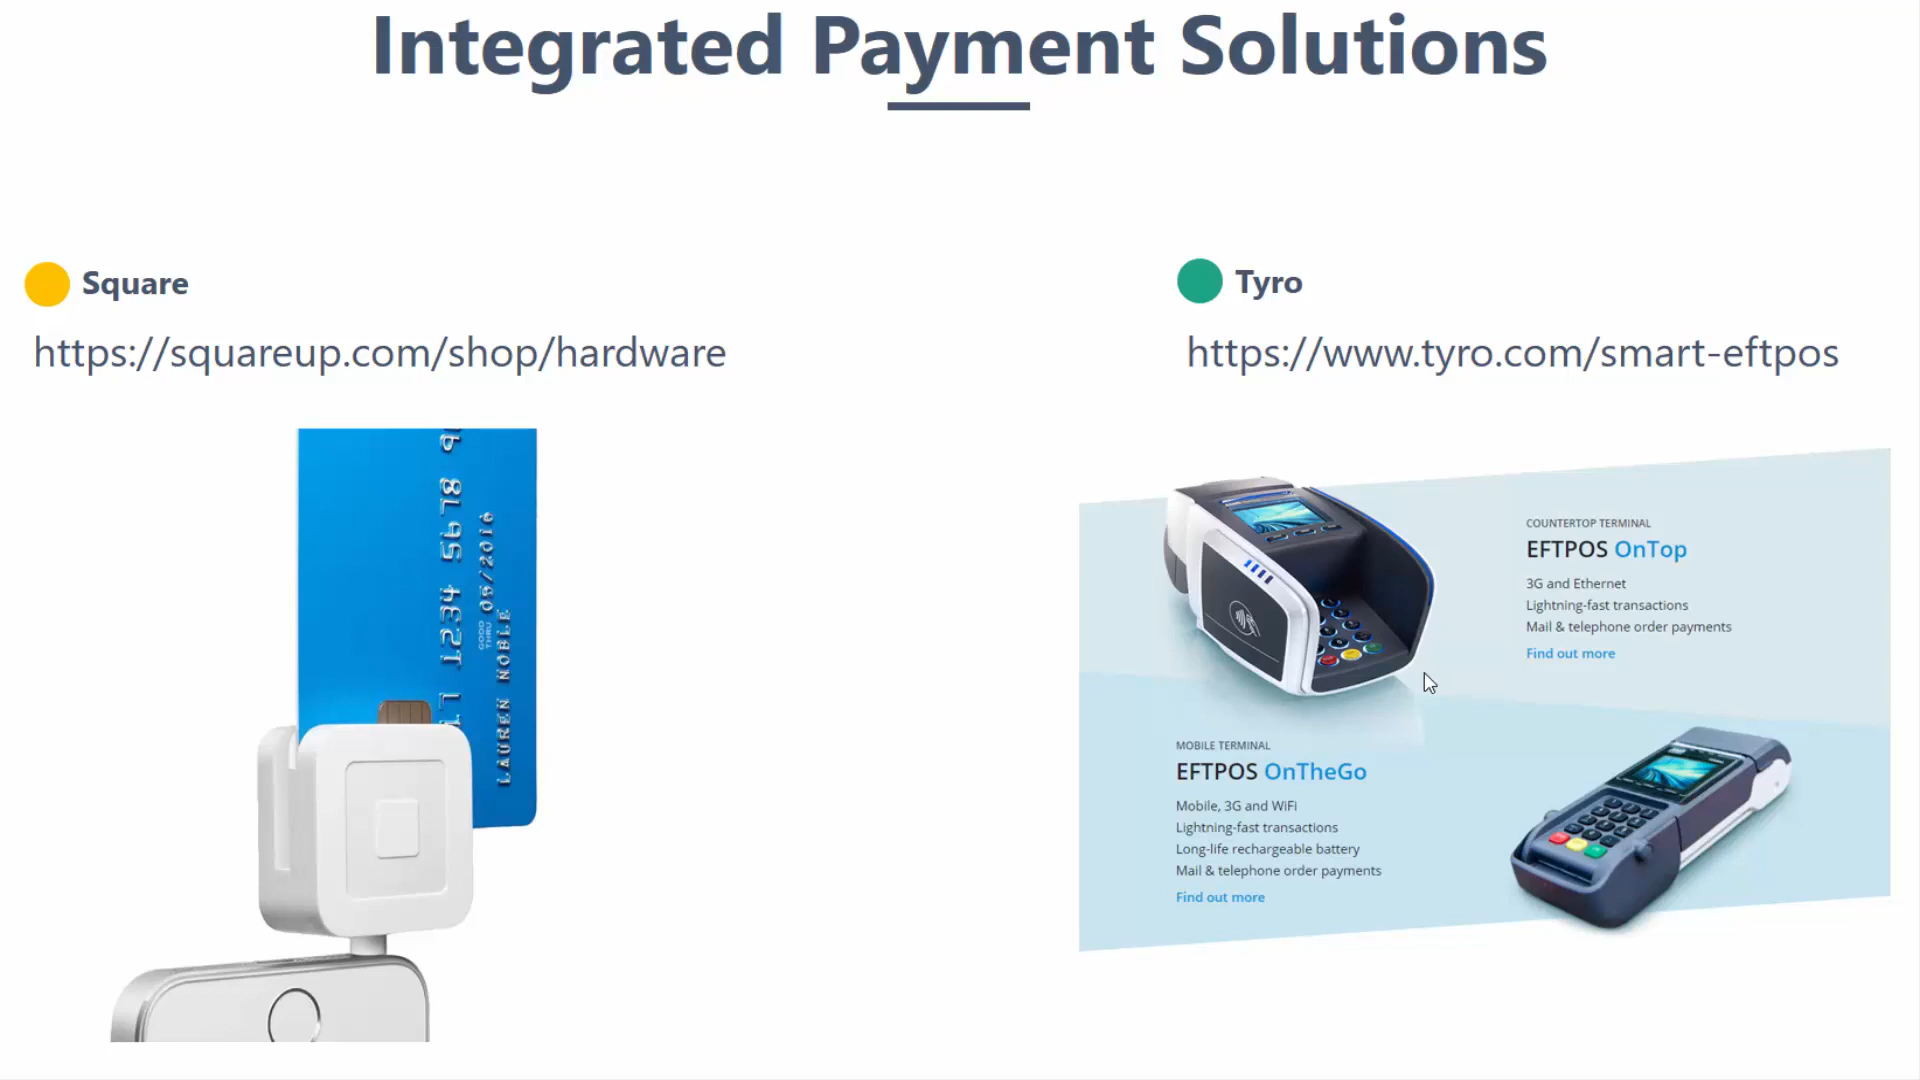 Integrated Payment Solutions
Square
https://squareup.com/shop/hardware
Tyro
https://www.tyro.com/smart-eftpos
1234 5678
GOOD
THRU 05/2016
LAUREN NOBLE
COUNTERTOP TERMINAL
EFTPOS OnTop
3G and Ethernet
Lightning-fast transactions
Mail & telephone order payments
Find out more
MOBILE TERMINAL
EFTPOS OnTheGo
Mobile, 3G and WiFi
Lightning-fast transactions
Long-life rechargeable battery
Mail & telephone order payments
Find out more